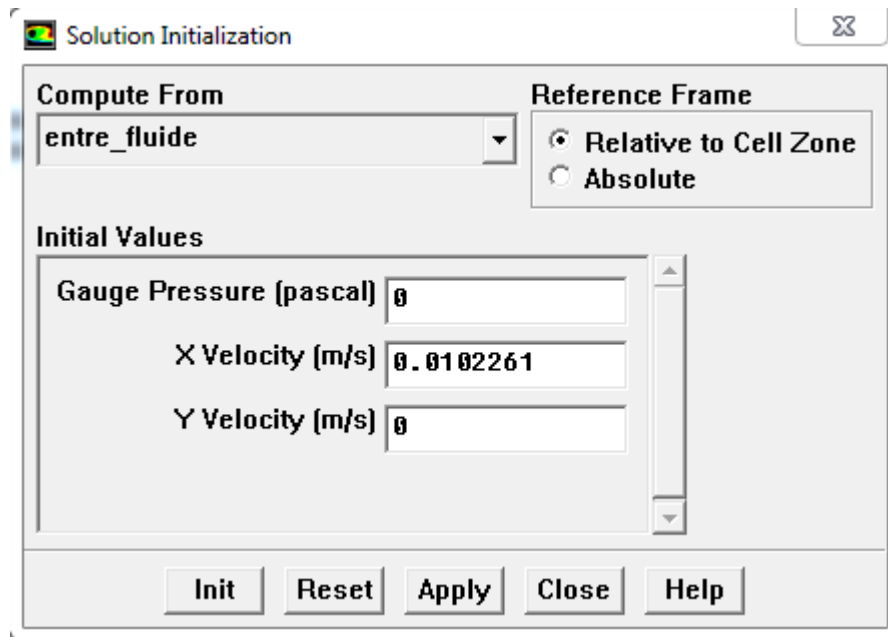 Solution Initialization
Compute From
entre_fluide
Reference Frame
Relative to Cell Zone
Absolute
Initial Values
Gauge Pressure (pascal) 0
X Velocity (m/s) 0.0102261
Y Velocity (m/s) 0
Init Reset Apply Close Help